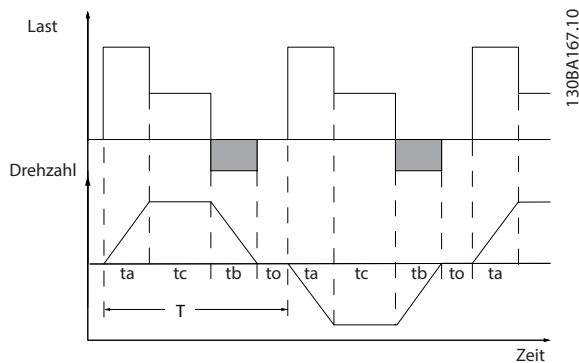 Last
130BA167.10
Drehzahl
ta tc tb to ta tc tb to ta
T
Zeit